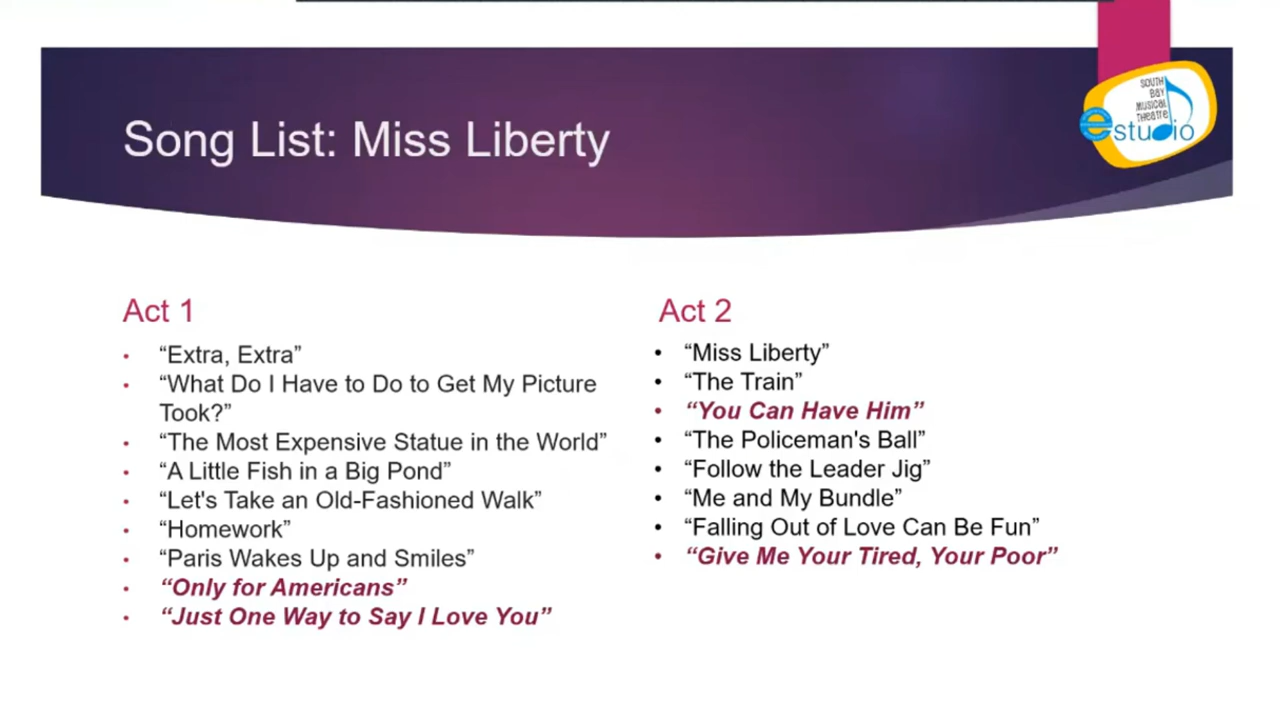 Song List: Miss Liberty
SOUTH
BAY
MUSICAL
THEATRE
estudio
Act 1
• “Extra, Extra”
• “What Do I Have to Do to Get My Picture
Took?”
• “The Most Expensive Statue in the World”
• “A Little Fish in a Big Pond”
• “Let's Take an Old-Fashioned Walk”
• “Homework”
• “Paris Wakes Up and Smiles”
• “Only for Americans”
• “Just One Way to Say I Love You”
Act 2
• “Miss Liberty”
• “The Train”
• “You Can Have Him”
• “The Policeman's Ball”
• “Follow the Leader Jig”
• “Me and My Bundle”
• “Falling Out of Love Can Be Fun”
• “Give Me Your Tired, Your Poor”